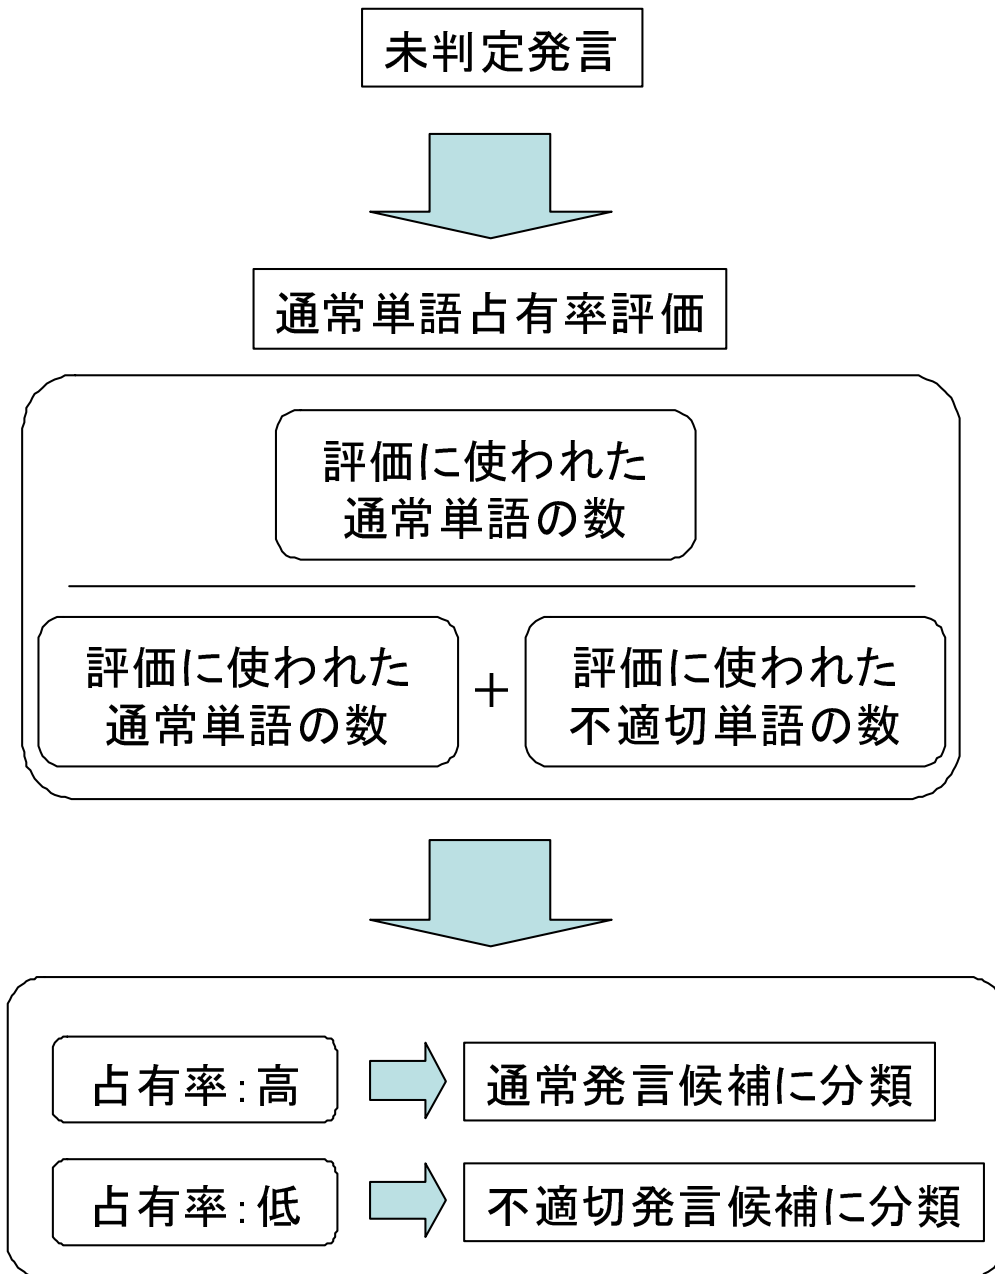 未判定発言
通常単語占有率評価
評価に使われた
通常単語の数
評価に使われた
通常単語の数
+
評価に使われた
不適切単語の数
占有率:高
通常発言候補に分類
占有率:低
不適切発言候補に分類